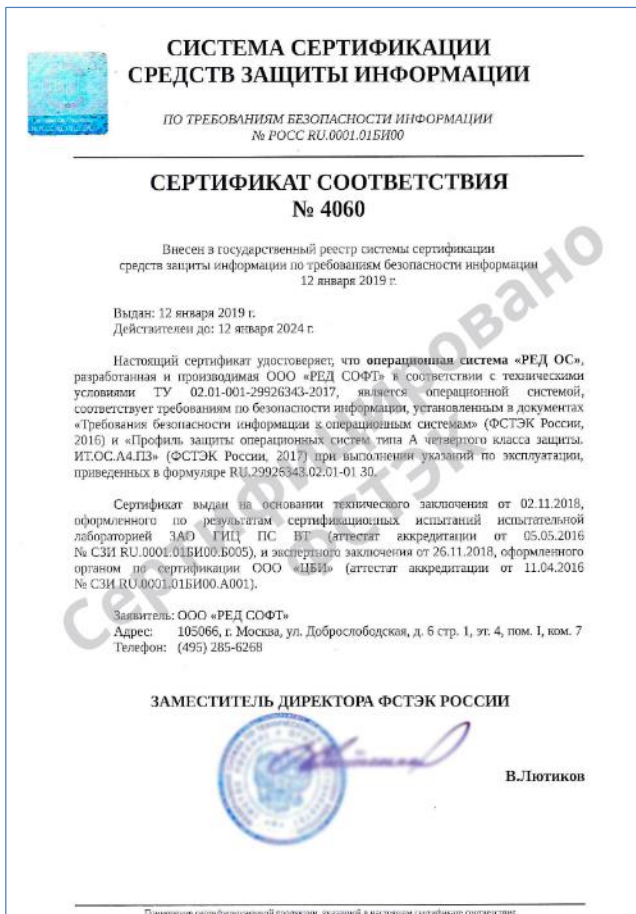 СИСТЕМА СЕРТИФИКАЦИИ
СРЕДСТВ ЗАЩИТЫ ИНФОРМАЦИИ
ПО ТРЕБОВАНИЯМ БЕЗОПАСНОСТИ ИНФОРМАЦИИ
№ РОСС RU.0001.01БИ00
СЕРТИФИКАТ СООТВЕТСТВИЯ
№ 4060
Внесен в государственный реестр системы сертификации
средств защиты информации по требованиям безопасности информации
12 января 2019 г.
Выдан: 12 января 2019 г.
Действителен до: 12 января 2024 г.
Настоящий сертификат удостоверяет, что операционная система «РЕД ОС»,
разработанная и производимая ООО «РЕД СОФТ» в соответствии с техническими
условиями ТУ 02.01-001-29926343-2017, является операционной системой,
соответствует требованиям по безопасности информации, установленным в документах
«Требования безопасности информации к операционным системам» (ФСТЭК России,
2016) и «Профиль защиты операционных систем типа А четвертого класса защиты.
ИТ.ОС.А4.ПЗ» (ФСТЭК России, 2017) при выполнении указаний по эксплуатации,
приведенных в формуляре RU.29926343.02.01-01 30.
Сертификат выдан на основании технического заключения от 02.11.2018,
оформленного по результатам сертификационных испытаний испытательной
лабораторией ЗАО ГИЦ ПС ВТ (аттестат аккредитации от 05.05.2016
№ СЗИ RU.0001.01БИ00.Б005), и экспертного заключения от 26.11.2018, оформленного
органом по сертификации ООО «ЦБИ» (аттестат аккредитации от 11.04.2016
№ СЗИ RU.0001.01БИ00.А001).
Заявитель: ООО «РЕД СОФТ»
Адрес: 105066, г. Москва, ул. Доброслободская, д. 6 стр. 1, эт. 4, пом. I, ком. 7
Телефон: (495) 285-6268
ЗАМЕСТИТЕЛЬ ДИРЕКТОРА ФСТЭК РОССИИ
В.Лютиков
Сертифицировано
ФСТЭК